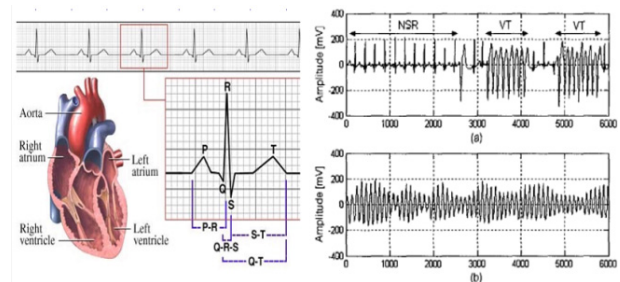 Aorta
Right
atrium
Left
atrium
Right
ventricle
Left
ventricle
R
P
T
Q
S
P-R
S-T
Q-R-S
Q-T
NSR
VT
VT
Amplitude [mV]
400
200
0
-200
-400
0
1000
2000
3000
4000
5000
6000
(a)
Amplitude [mV]
400
200
0
-200
-400
0
1000
2000
3000
4000
5000
6000
(b)